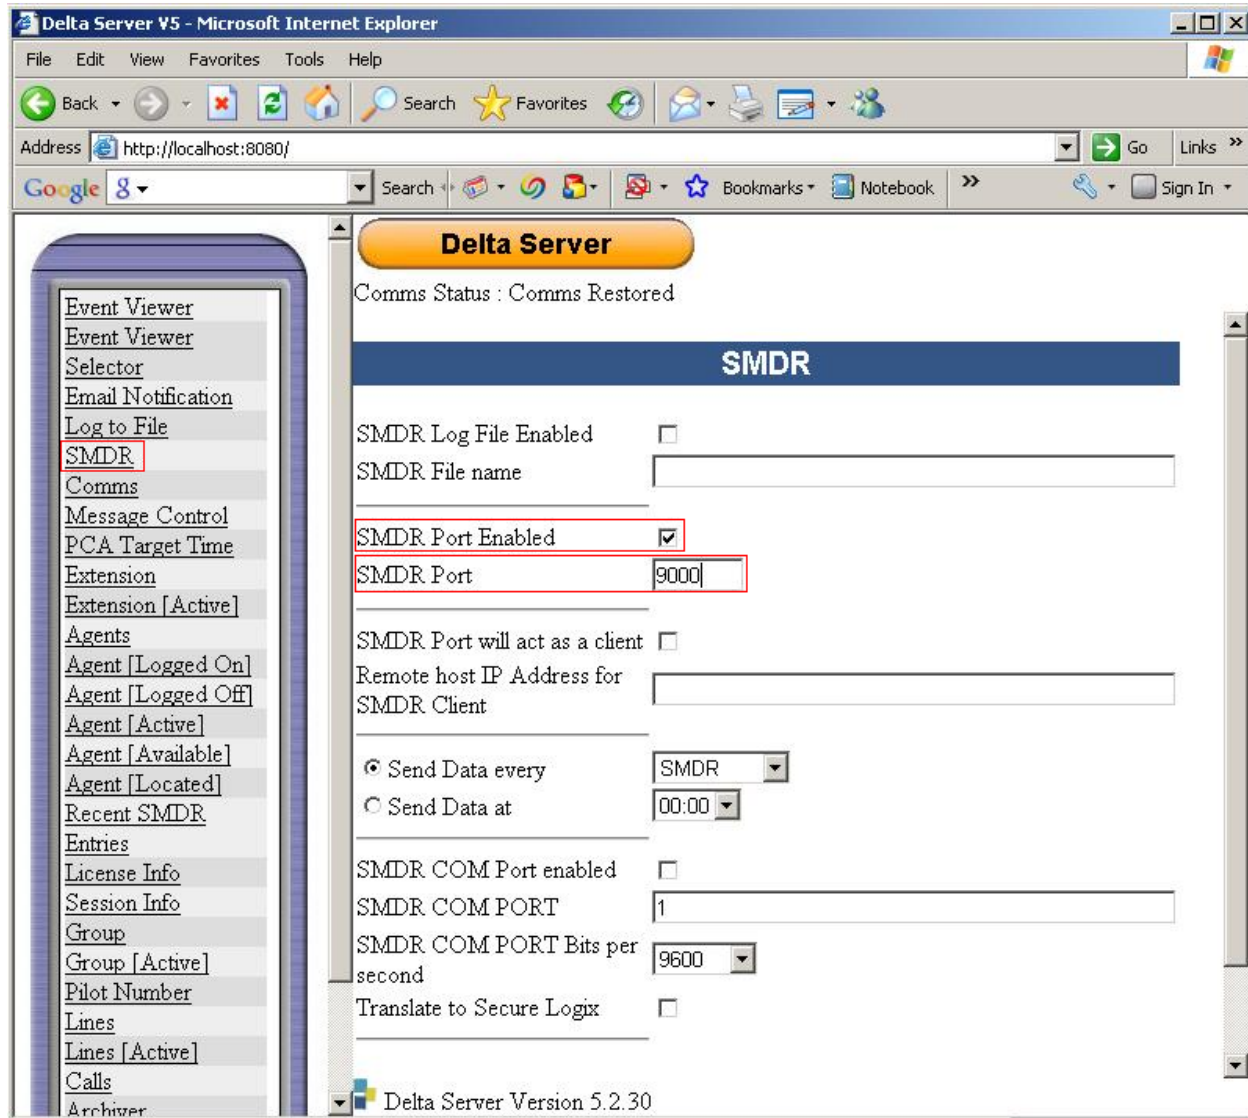 Delta Server V5 - Microsoft Internet Explorer
File Edit View Favorites Tools Help
Back Search Favorites
Address http://localhost:8080/ Go Links »
Google Search Bookmarks Notebook » Sign In
Delta Server
Comms Status : Comms Restored
Event Viewer
Event Viewer
Selector
Email Notification
Log to File
SMDR
Comms
Message Control
PCA Target Time
Extension
Extension [Active]
Agents
Agent [Logged On]
Agent [Logged Off]
Agent [Active]
Agent [Available]
Agent [Located]
Recent SMDR
Entries
License Info
Session Info
Group
Group [Active]
Pilot Number
Lines
Lines [Active]
Calls
Archiver
SMDR
SMDR Log File Enabled
SMDR File name
SMDR Port Enabled
SMDR Port 9000
SMDR Port will act as a client
Remote host IP Address for
SMDR Client
Send Data every SMDR
Send Data at 00:00
SMDR COM Port enabled
SMDR COM PORT 1
SMDR COM PORT Bits per
second 9600
Translate to Secure Logix
Delta Server Version 5.2.30